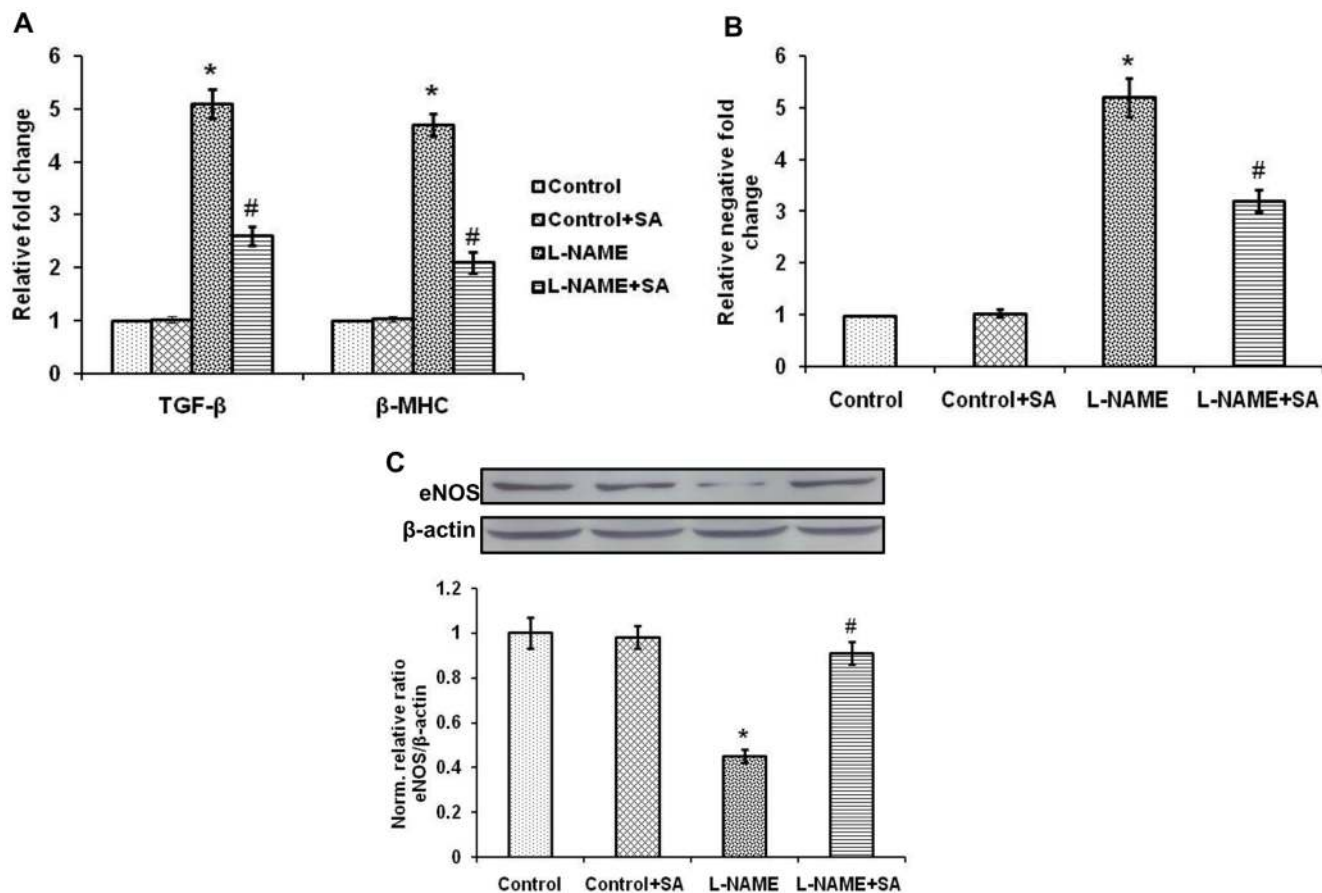 A
Relative fold change
6
5
4
3
2
1
0
*
#
*
#
TGF-β
β-MHC
Control
Control+SA
L-NAME
L-NAME+SA
B
Relative negative fold
change
6
5
4
3
2
1
0
*
#
Control
Control+SA
L-NAME
L-NAME+SA
C
eNOS
β-actin
Norm. relative ratio
eNOS/β-actin
1.2
1
0.8
0.6
0.4
0.2
0
*
#
Control
Control+SA
L-NAME
L-NAME+SA